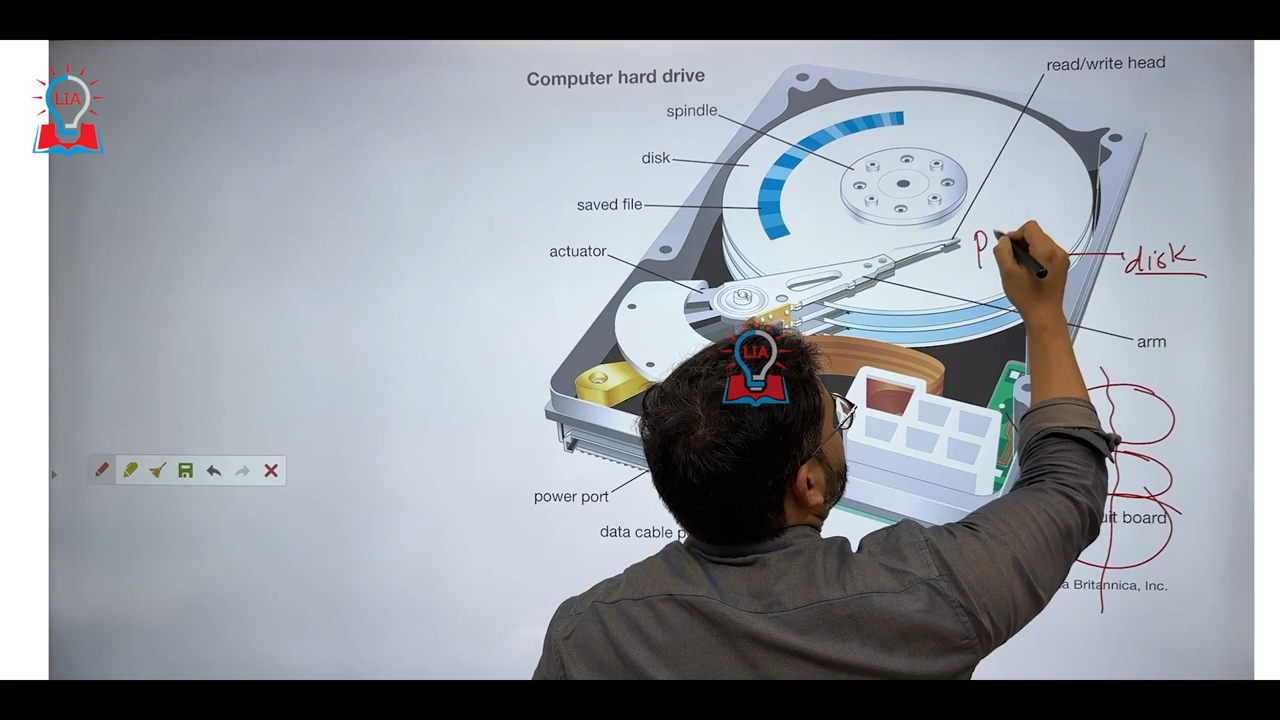 LIA
Computer hard drive
read/write head
spindle
disk
saved file
actuator
P
disk
arm
LIA
power port
data cable p
uit board
a Britannica, Inc.